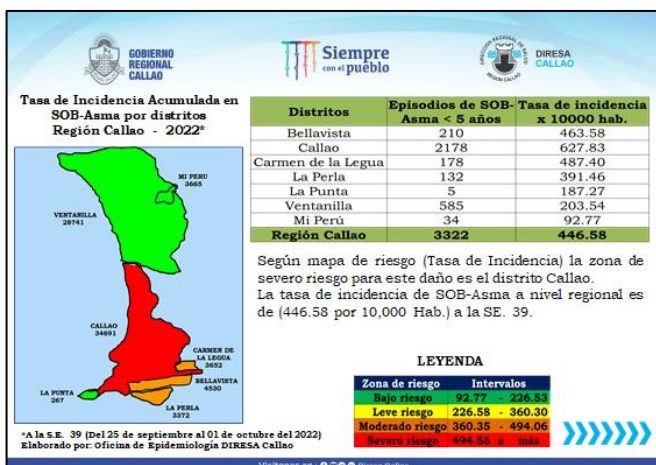 GOBIERNO
REGIONAL
CALLAO
Siempre
con el pueblo
DIRECCION REGIONAL DE SALUD
REGION CALLAO
DIRESA
CALLAO
Tasa de Incidencia Acumulada en
SOB-Asma por distritos
Región Callao - 2022*
MI PERU
3665
VENTANILLA
28741
CALLAO
34691
CARMEN DE
LA LEGUA
3652
BELLAVISTA
4530
LA PUNTA
267
LA PERLA
3372
*A la S.E. 39 (Del 25 de septiembre al 01 de octubre del 2022)
Elaborado por: Oficina de Epidemiología DIRESA Callao
Distritos Episodios de SOB-Asma < 5 años Tasa de incidencia x 10000 hab.
Bellavista 210 463.58
Callao 2178 627.83
Carmen de la Legua 178 487.40
La Perla 132 391.46
La Punta 5 187.27
Ventanilla 585 203.54
Mi Perú 34 92.77
Región Callao 3322 446.58
Según mapa de riesgo (Tasa de Incidencia) la zona de
severo riesgo para este daño es el distrito Callao.
La tasa de incidencia de SOB-Asma a nivel regional es
de (446.58 por 10,000 Hab.) a la SE. 39.
LEYENDA
Zona de riesgo Intervalos
Bajo riesgo 92.77 - 226.53
Leve riesgo 226.58 - 360.30
Moderado riesgo 360.35 - 494.06
Severo riesgo 494.56 a más